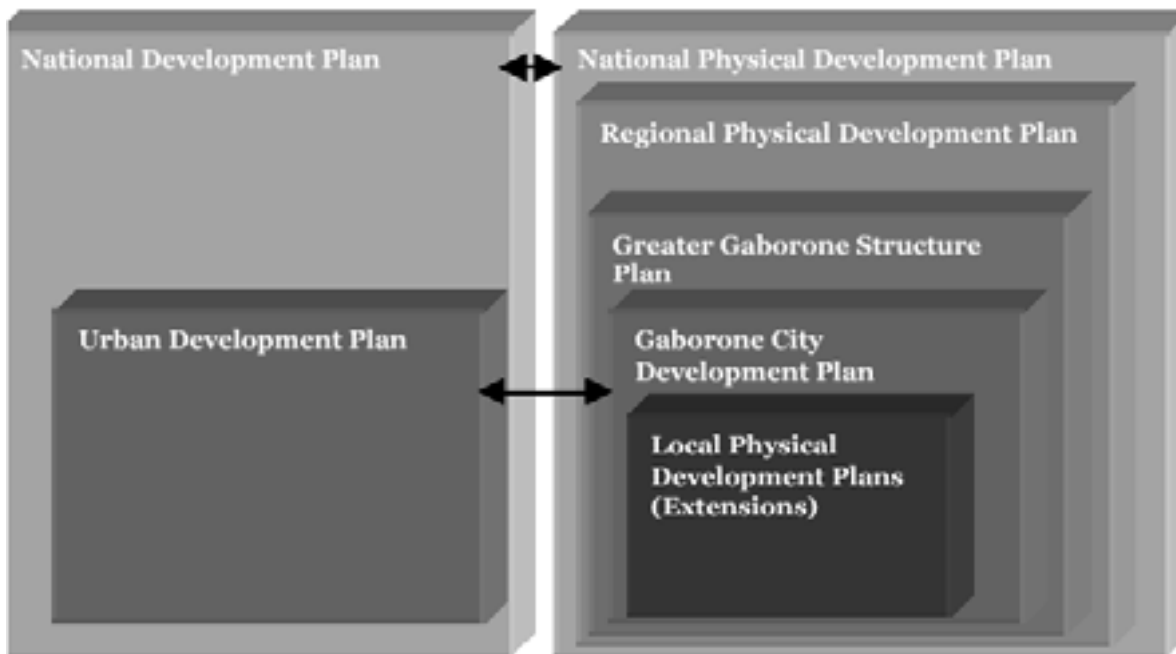 National Development Plan
Urban Development Plan
National Physical Development Plan
Regional Physical Development Plan
Greater Gaborone Structure
Plan
Gaborone City
Development Plan
Local Physical
Development Plans
(Extensions)